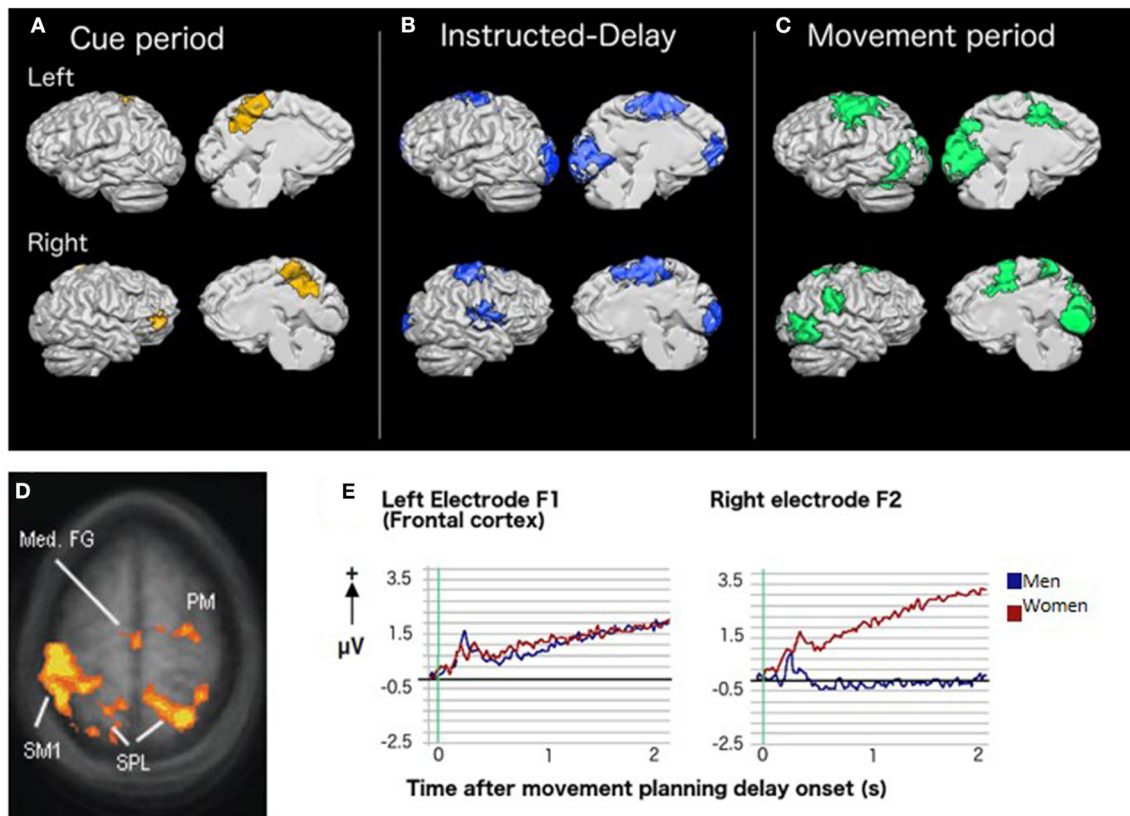 A
Cue period
B
Instructed-Delay
C
Movement period
Left
Right
D
Med. FG
PM
SM1
SPL
E
Left Electrode F1
(Frontal cortex)
Right electrode F2
+
µV
3.5
1.5
-0.5
-2.5
0
1
2
3.5
1.5
-0.5
-2.5
0
1
2
Men
Women
Time after movement planning delay onset (s)